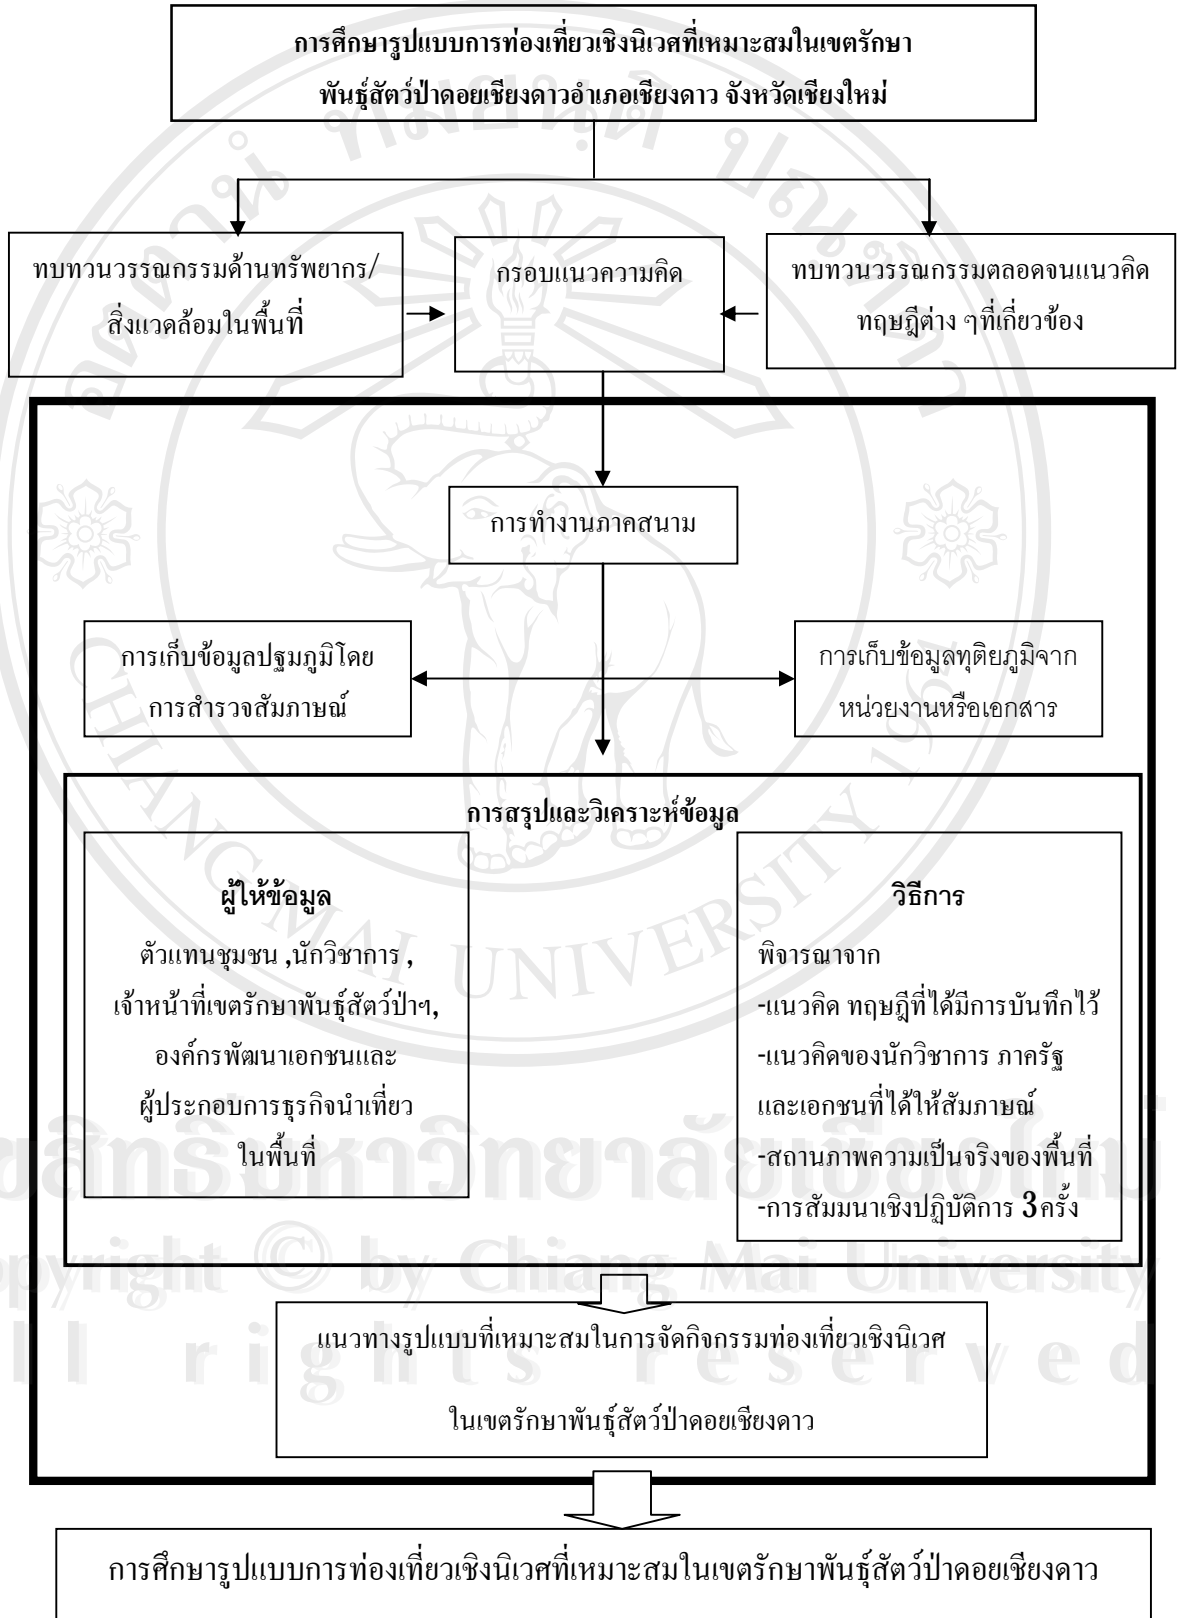 การศึกษารูปแบบการท่องเที่ยวเชิงนิเวศที่เหมาะสมในเขตรักษา
พันธุ์สัตว์ป่าดอยเชียงดาวอำเภอเชียงดาว จังหวัดเชียงใหม่
ทบทวนวรรณกรรมด้านทรัพยากร/
สิ่งแวดล้อมในพื้นที่
กรอบแนวความคิด
ทบทวนวรรณกรรมตลอดจนแนวคิด
ทฤษฎีต่าง ๆที่เกี่ยวข้อง
การทำงานภาคสนาม
การเก็บข้อมูลปฐมภูมิโดย
การสำรวจสัมภาษณ์
การเก็บข้อมูลทุติยภูมิจาก
หน่วยงานหรือเอกสาร
การสรุปและวิเคราะห์ข้อมูล
ผู้ให้ข้อมูล
ตัวแทนชุมชน ,นักวิชาการ ,
เจ้าหน้าที่เขตรักษาพันธุ์สัตว์ป่าฯ,
องค์กรพัฒนาเอกชนและ
ผู้ประกอบการธุรกิจนำเที่ยว
ในพื้นที่
วิธีการ
พิจารณาจาก
-แนวคิด ทฤษฎีที่ได้มีการบันทึกไว้
-แนวคิดของนักวิชาการ ภาครัฐ
และเอกชนที่ได้ให้สัมภาษณ์
-สถานภาพความเป็นจริงของพื้นที่
-การสัมมนาเชิงปฏิบัติการ 3ครั้ง
แนวทางรูปแบบที่เหมาะสมในการจัดกิจกรรมท่องเที่ยวเชิงนิเวศ
ในเขตรักษาพันธุ์สัตว์ป่าดอยเชียงดาว
การศึกษารูปแบบการท่องเที่ยวเชิงนิเวศที่เหมาะสมในเขตรักษาพันธุ์สัตว์ป่าดอยเชียงดาว
CHIANG MAI UNIVERSITY 1964
by Chiang Mai University
rights reserved